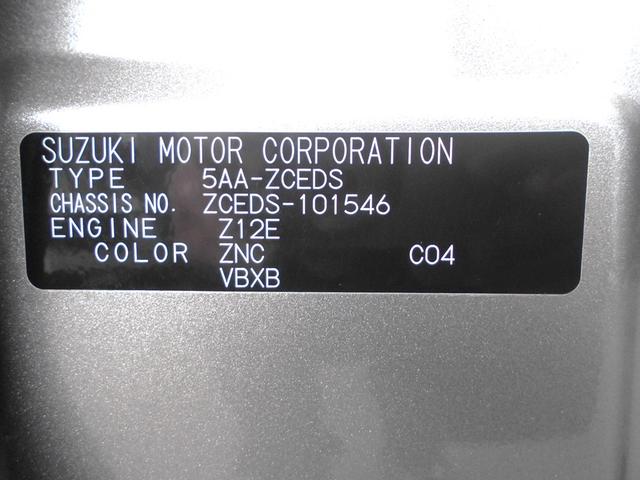 SUZUKI MOTOR CORPORATION
TYPE 5AA-ZCEDS
CHASSIS NO. ZCEDS-101546
ENGINE Z12E
COLOR ZNC C04
VBXB